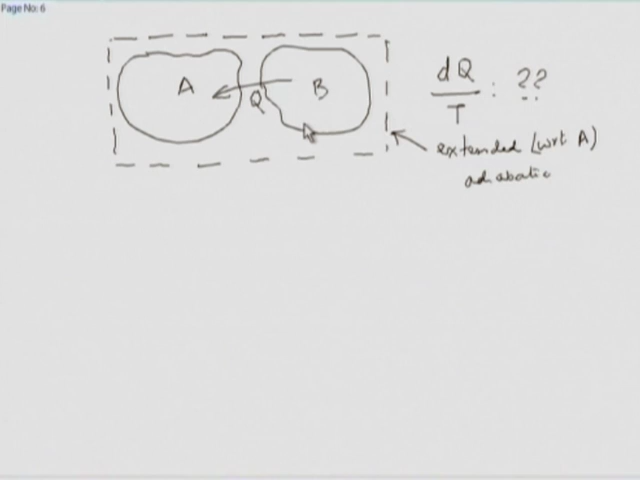 Page No: 6
A
Q
B
dQ
T
: ??
extended (wrt A)
adiabatic